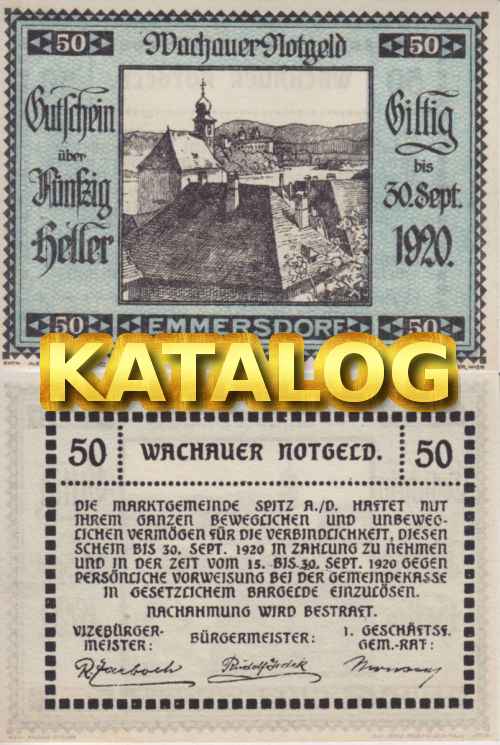 50 Wachauer Notgeld 50
Gutschein
über
Fünfzig
Heller
Giltig
bis
30. Sept.
1920.
50 EMMERSDORF 50
KATALOG
50 WACHAUER NOTGELD. 50
DIE MARKTGEMEINDE SPITZ A./D. HAFTET MIT
IHREM GANZEN BEWEGLICHEN UND UNBEWEG-
LICHEN VERMÖGEN FÜR DIE VERBINDLICHKEIT, DIESEN
SCHEIN BIS 30. SEPT. 1920 IN ZAHLUNG ZU NEHMEN
UND IN DER ZEIT VOM 15. BIS 30. SEPT. 1920 GEGEN
PERSÖNLICHE VORWEISUNG BEI DER GEMEINDEKASSE
IN GESETZLICHEM BARGELDE EINZULÖSEN.
NACHAHMUNG WIRD BESTRAFT.
VIZEBÜRGER-
MEISTER:
BÜRGERMEISTER:
1. GESCHÄFTSF.
GEM.-RAT: